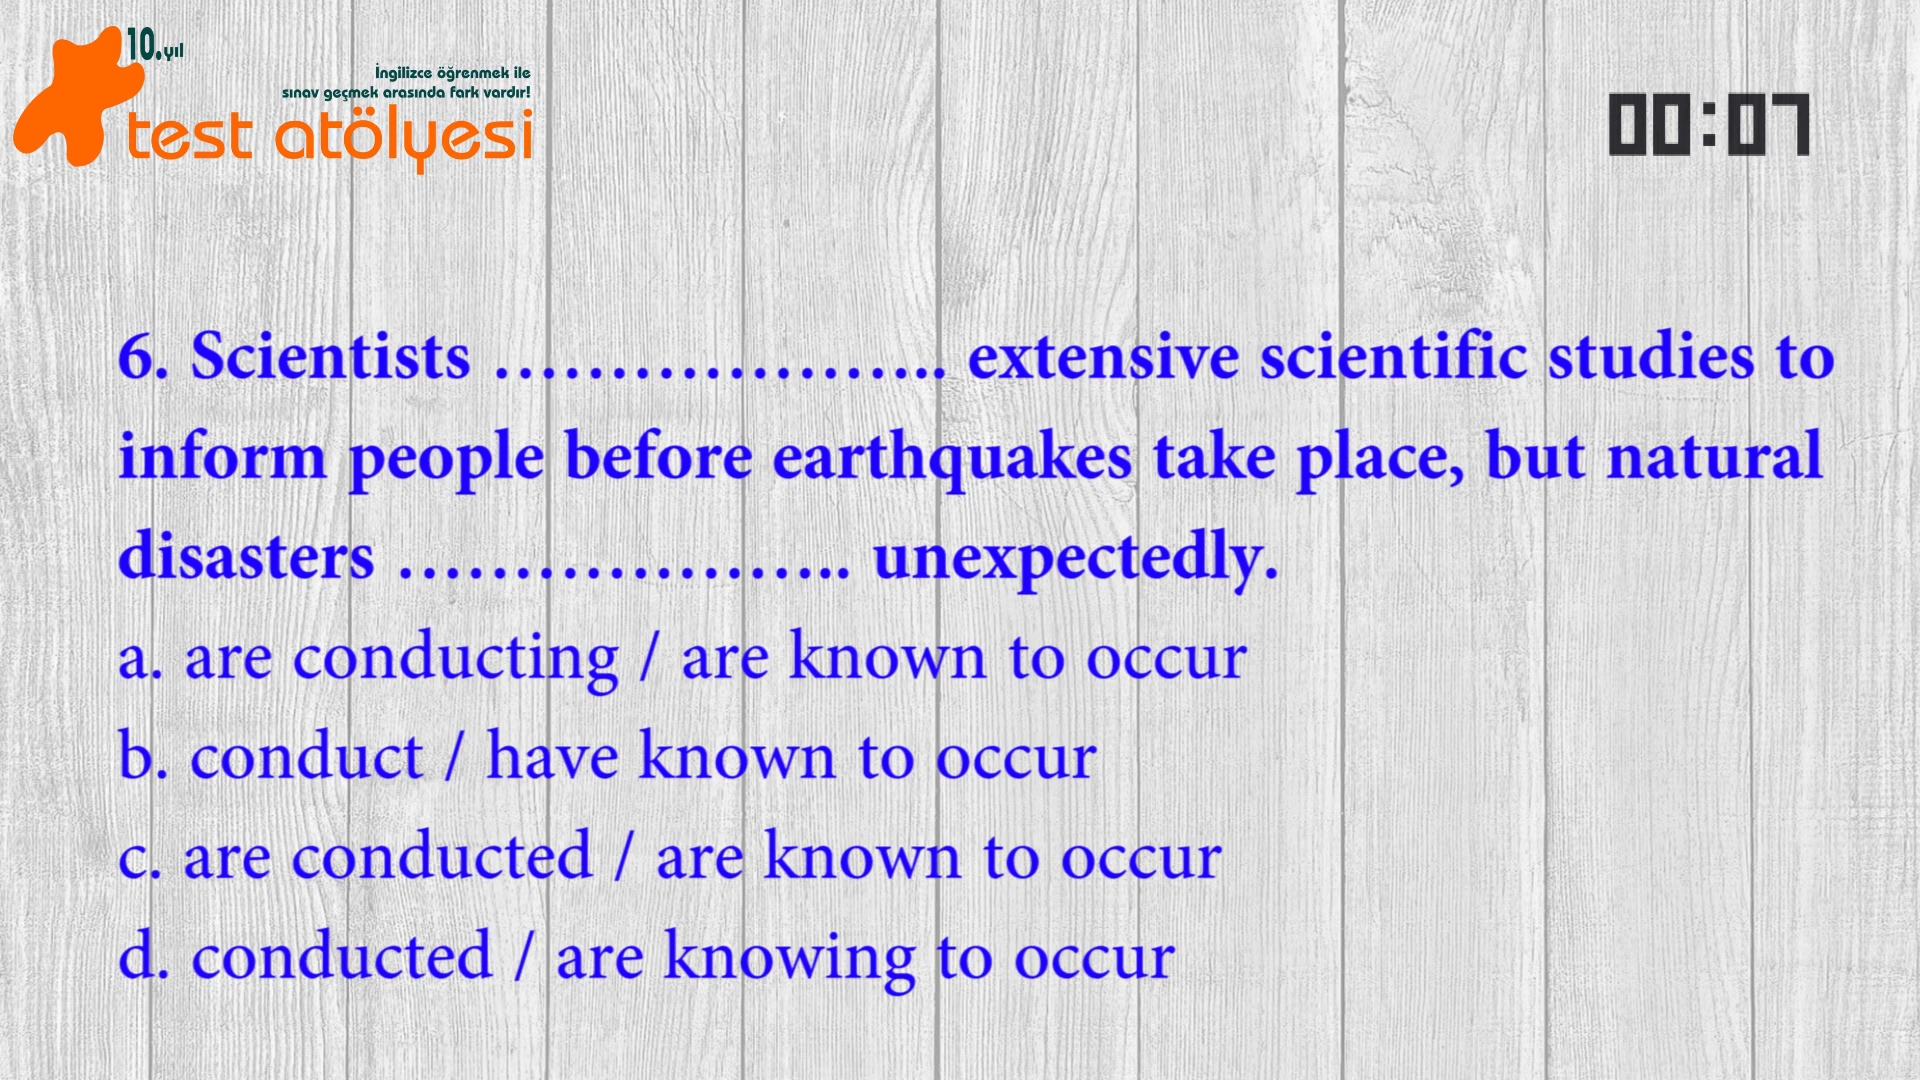 10.yıl
İngilizce öğrenmek ile
sınav geçmek arasında fark vardır!
test atölyesi
00:07
6. Scientists ………………….. extensive scientific studies to
inform people before earthquakes take place, but natural
disasters ………………….. unexpectedly.
a. are conducting / are known to occur
b. conduct / have known to occur
c. are conducted / are known to occur
d. conducted / are knowing to occur